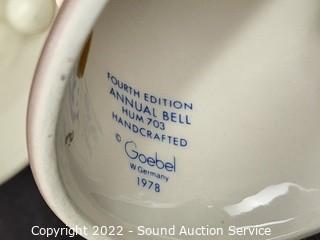 FOURTH EDITION
ANNUAL BELL
HUM 703
HANDCRAFTED
© Goebel
W. Germany
1978
Copyright 2022 - Sound Auction Service